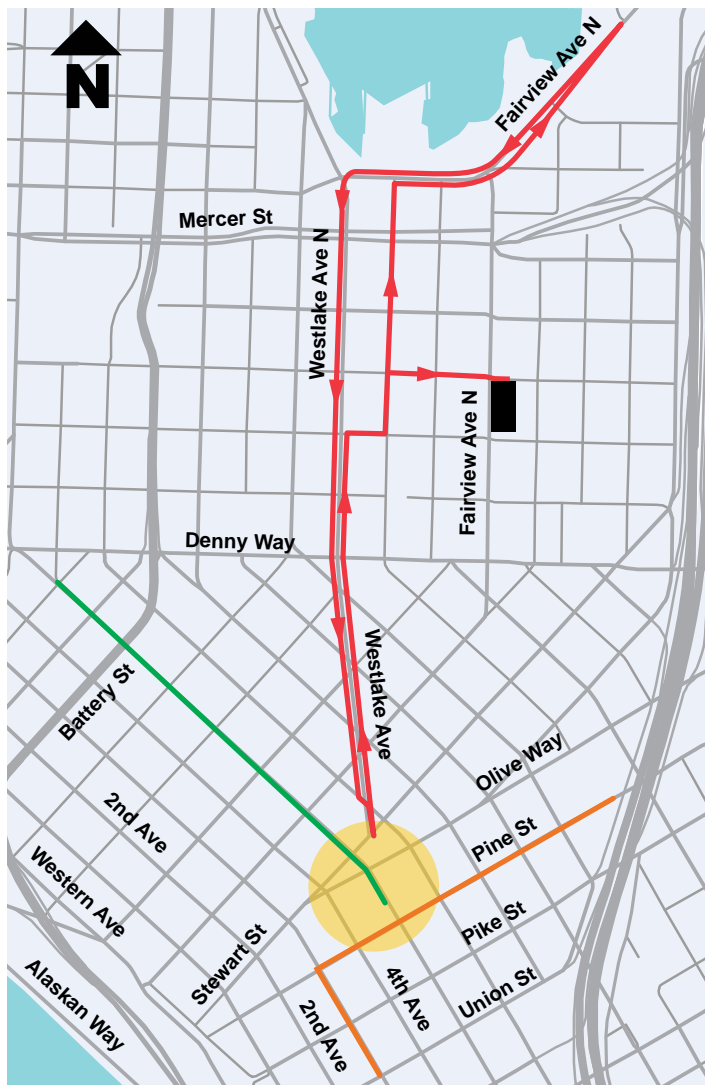 N
Fairview Ave N
Mercer St
Westlake Ave N
Fairview Ave N
Denny Way
Westlake Ave
Battery St
Olive Way
2nd Ave
Pine St
Western Ave
Pike St
Stewart St
Alaskan Way
4th Ave
Union St
2nd Ave